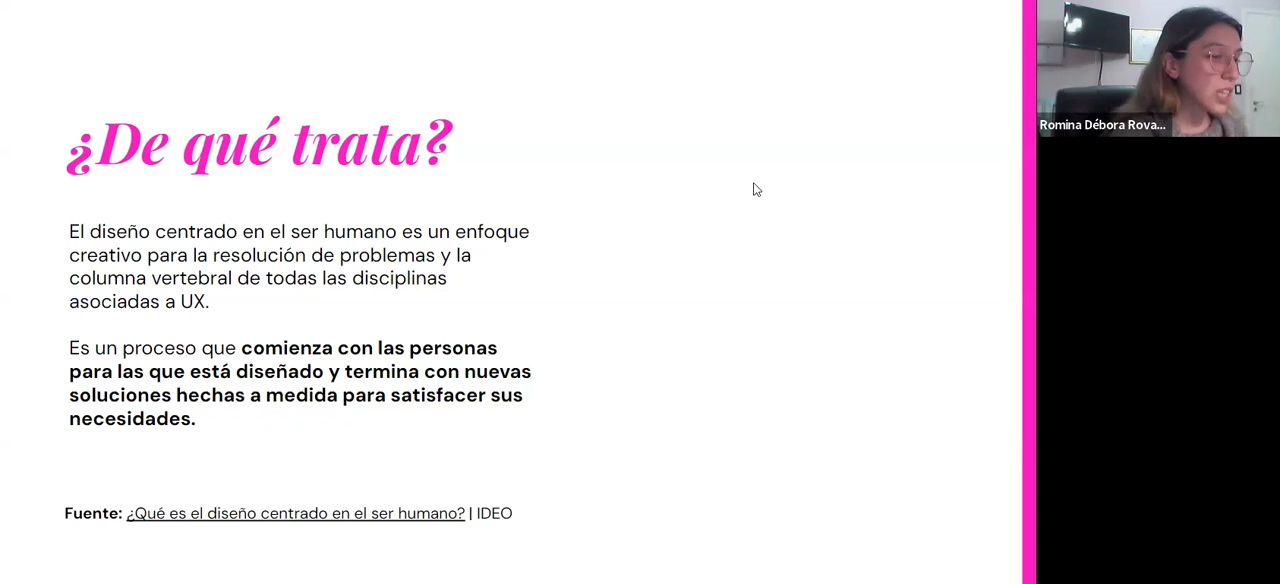 ¿De qué trata?
El diseño centrado en el ser humano es un enfoque
creativo para la resolución de problemas y la
columna vertebral de todas las disciplinas
asociadas a UX.
Es un proceso que comienza con las personas
para las que está diseñado y termina con nuevas
soluciones hechas a medida para satisfacer sus
necesidades.
Fuente: ¿Qué es el diseño centrado en el ser humano? | IDEO
Romina Débora Rova...